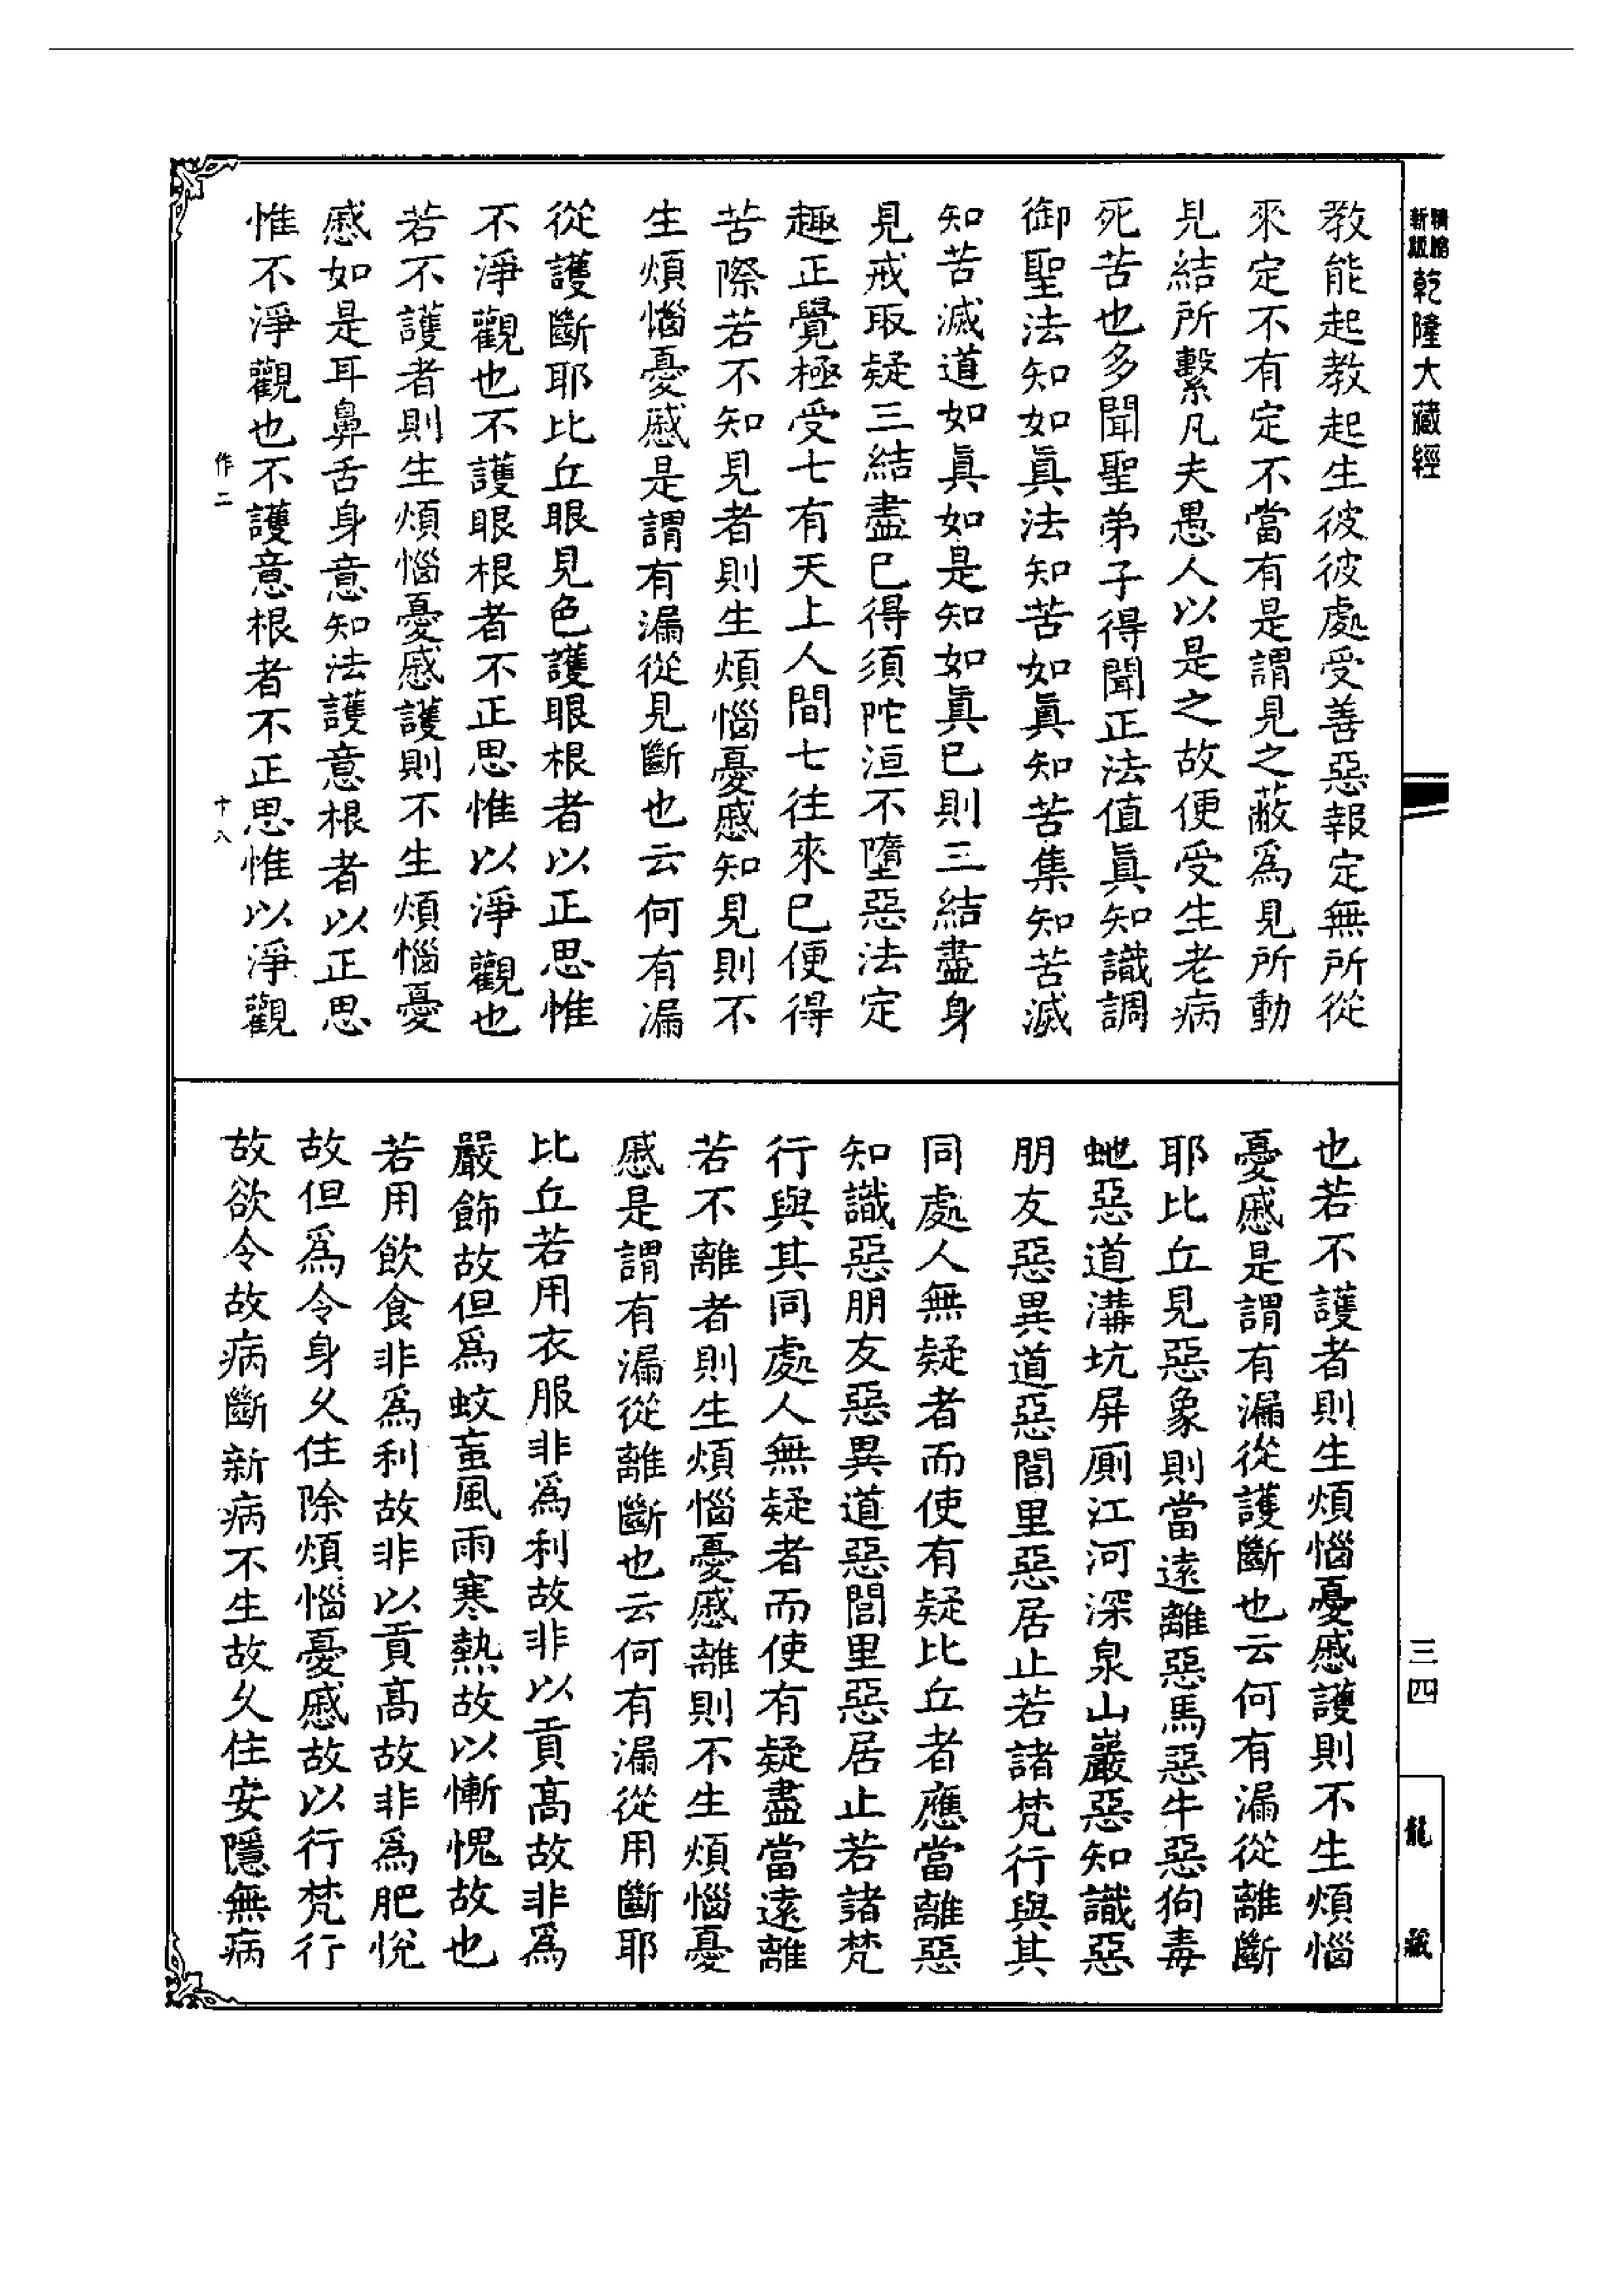 精縮新版乾隆大藏經
教能起教起生彼彼處受善惡報定無所從
來定不有定不當有是謂見之蔽爲見所動
見結所繫凡夫愚人以是之故便受生老病
死苦也多聞聖弟子得聞正法值真知識調
御聖法知如真法知苦如真知苦集知苦滅
知苦滅道如真如是知如真已則三結盡身
見戒取疑三結盡已得須陀洹不墮惡法定
趣正覺極受七有天上人間七往來已便得
苦際若不知見者則生煩惱憂慼知見則不
生煩惱憂慼是謂有漏從見斷也云何有漏
從護斷耶比丘眼見色護眼根者以正思惟
不淨觀也不護眼根者不正思惟以淨觀也
若不護者則生煩惱憂慼護則不生煩惱憂
慼如是耳鼻舌身意知法護意根者以正思
惟不淨觀也不護意根者不正思惟以淨觀
作二 十八
也若不護者則生煩惱憂慼護則不生煩惱
憂慼是謂有漏從護斷也云何有漏從離斷
耶比丘見惡象則當遠離惡馬惡牛惡狗毒
虵惡道溝坑屏廁江河深泉山巖惡知識惡
朋友惡異道惡閭里惡居止若諸梵行與其
同處人無疑者而使有疑比丘者應當離惡
知識惡朋友惡異道惡閭里惡居止若諸梵
行與其同處人無疑者而使有疑盡當遠離
若不離者則生煩惱憂慼離則不生煩惱憂
慼是謂有漏從離斷也云何有漏從用斷耶
比丘若用衣服非爲利故非以貢高故非爲
嚴飾故但爲蚊蝱風雨寒熱故以慚愧故也
若用飲食非爲利故非以貢高故非爲肥悅
故但爲令身久住除煩惱憂慼故以行梵行
故欲令故病斷新病不生故久住安隱無病
三四
龍藏